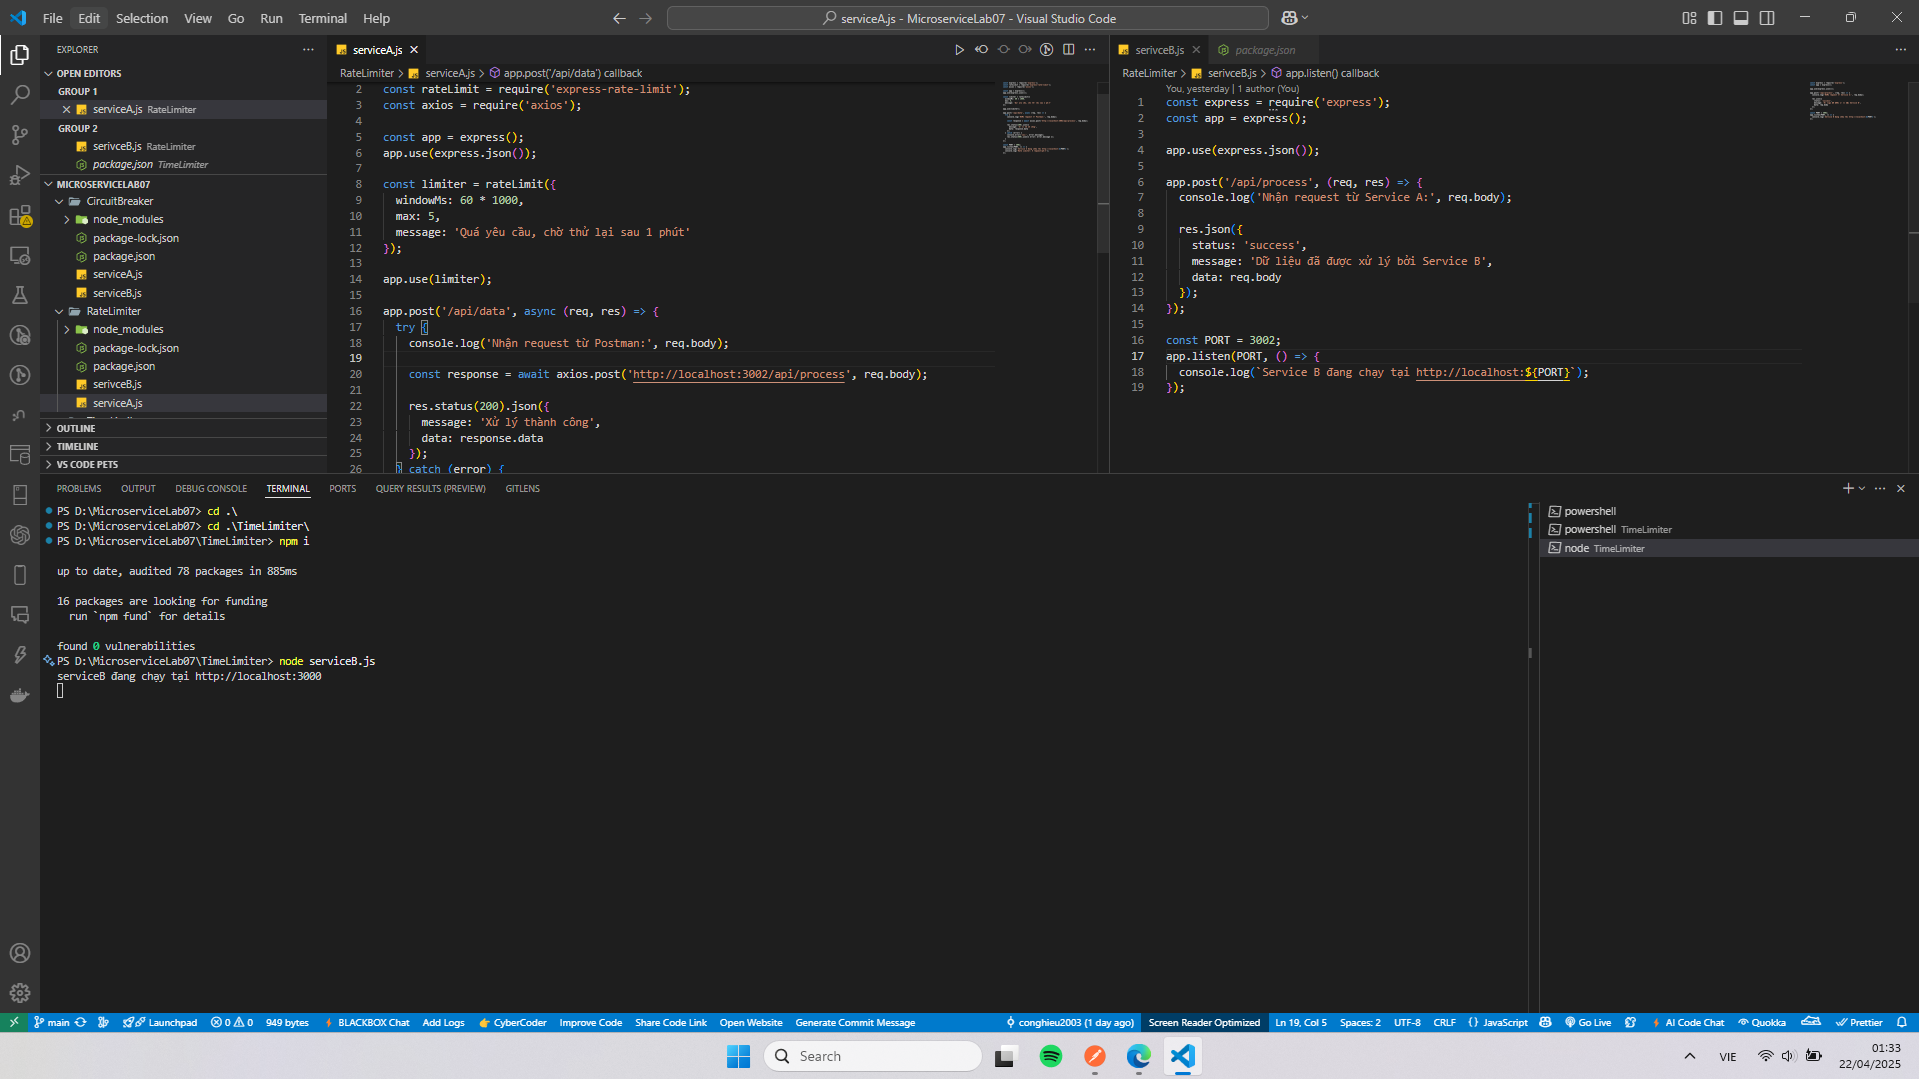 File Edit Selection View Go Run Terminal Help
serviceA.js - MicroserviceLab07 - Visual Studio Code
EXPLORER
OPEN EDITORS
GROUP 1
serviceA.js RateLimiter
GROUP 2
serivceB.js RateLimiter
package.json TimeLimiter
MICROSERVICELAB07
CircuitBreaker
node_modules
package-lock.json
package.json
serviceA.js
serviceB.js
RateLimiter
node_modules
package-lock.json
package.json
serivceB.js
serviceA.js
OUTLINE
TIMELINE
VS CODE PETS
serviceA.js
RateLimiter > serviceA.js > app.post('/api/data') callback
2 const rateLimit = require('express-rate-limit');
3 const axios = require('axios');
4
5 const app = express();
6 app.use(express.json());
7
8 const limiter = rateLimit({
9 windowMs: 60 * 1000,
10 max: 5,
11 message: 'Quá yêu cầu, chờ thử lại sau 1 phút'
12 });
13
14 app.use(limiter);
15
16 app.post('/api/data', async (req, res) => {
17 try {
18 console.log('Nhận request từ Postman:', req.body);
19
20 const response = await axios.post('http://localhost:3002/api/process', req.body);
21
22 res.status(200).json({
23 message: 'Xử lý thành công',
24 data: response.data
25 });
26 } catch (error) {
serivceB.js package.json
RateLimiter > serivceB.js > app.listen() callback
You, yesterday | 1 author (You)
1 const express = require('express');
2 const app = express();
3
4 app.use(express.json());
5
6 app.post('/api/process', (req, res) => {
7 console.log('Nhận request từ Service A:', req.body);
8
9 res.json({
10 status: 'success',
11 message: 'Dữ liệu đã được xử lý bởi Service B',
12 data: req.body
13 });
14 });
15
16 const PORT = 3002;
17 app.listen(PORT, () => {
18 console.log(`Service B đang chạy tại http://localhost:${PORT}`);
19 });
PROBLEMS OUTPUT DEBUG CONSOLE TERMINAL PORTS QUERY RESULTS (PREVIEW) GITLENS
PS D:\MicroserviceLab07> cd .\
PS D:\MicroserviceLab07> cd .\TimeLimiter\
PS D:\MicroserviceLab07\TimeLimiter> npm i
up to date, audited 78 packages in 885ms
16 packages are looking for funding
run `npm fund` for details
found 0 vulnerabilities
PS D:\MicroserviceLab07\TimeLimiter> node serviceB.js
serviceB đang chạy tại http://localhost:3000
powershell
powershell TimeLimiter
node TimeLimiter
main Launchpad 0 0 949 bytes BLACKBOX Chat Add Logs CyberCoder Improve Code Share Code Link Open Website Generate Commit Message conghieu2003 (1 day ago) Screen Reader Optimized Ln 19, Col 5 Spaces: 2 UTF-8 CRLF {} JavaScript Go Live AI Code Chat Quokka Prettier
Search
VIE
01:33
22/04/2025